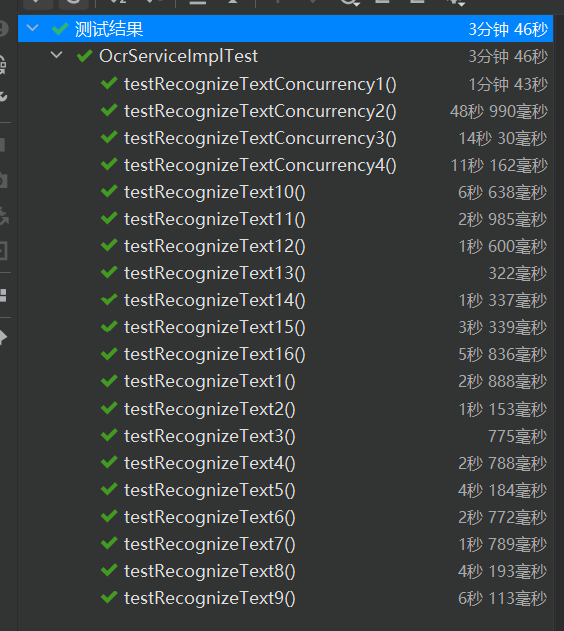 测试结果 3分钟 46秒
OcrServiceImplTest 3分钟 46秒
testRecognizeTextConcurrency1() 1分钟 43秒
testRecognizeTextConcurrency2() 48秒 990毫秒
testRecognizeTextConcurrency3() 14秒 30毫秒
testRecognizeTextConcurrency4() 11秒 162毫秒
testRecognizeText10() 6秒 638毫秒
testRecognizeText11() 2秒 985毫秒
testRecognizeText12() 1秒 600毫秒
testRecognizeText13() 322毫秒
testRecognizeText14() 1秒 337毫秒
testRecognizeText15() 3秒 339毫秒
testRecognizeText16() 5秒 836毫秒
testRecognizeText1() 2秒 888毫秒
testRecognizeText2() 1秒 153毫秒
testRecognizeText3() 775毫秒
testRecognizeText4() 2秒 788毫秒
testRecognizeText5() 4秒 184毫秒
testRecognizeText6() 2秒 772毫秒
testRecognizeText7() 1秒 789毫秒
testRecognizeText8() 4秒 193毫秒
testRecognizeText9() 6秒 113毫秒